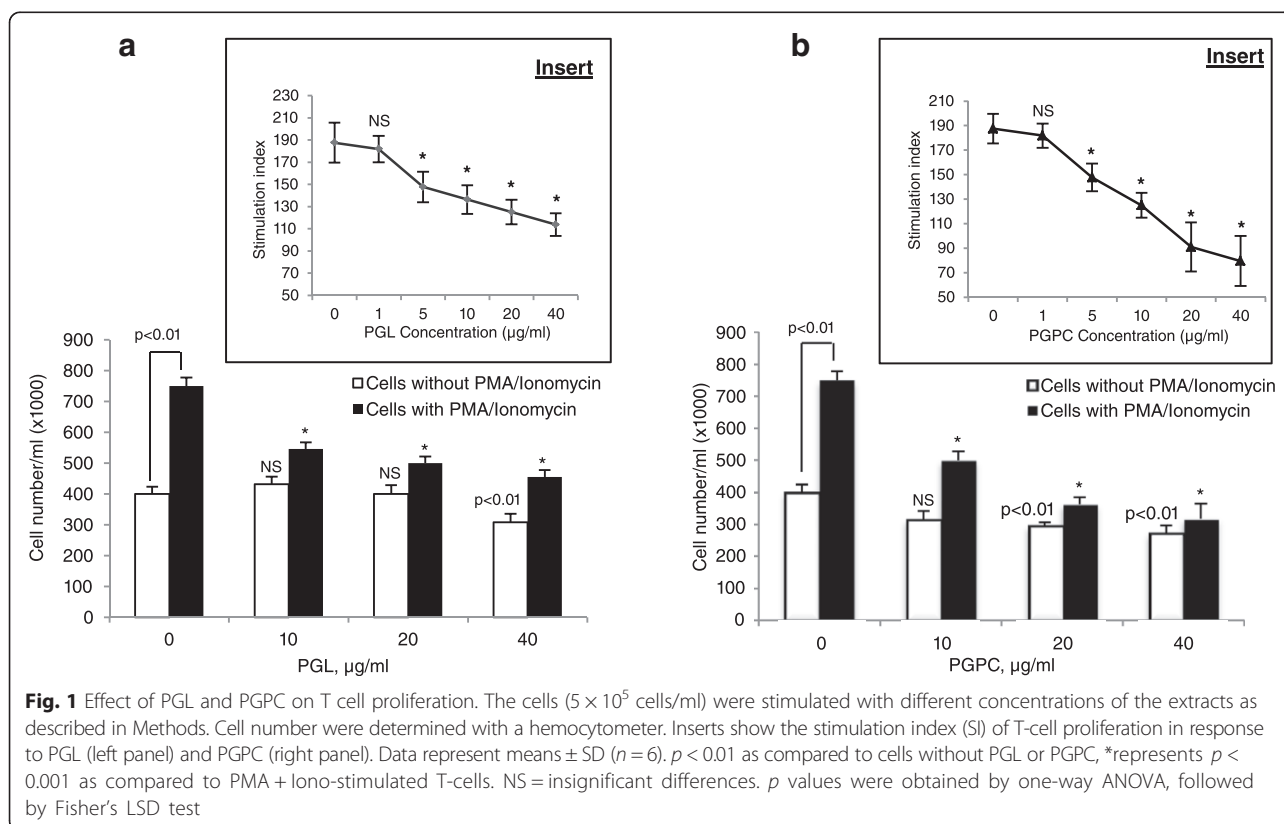 a
Insert
230
210
190
170
150
130
110
90
70
50
Stimulation index
NS
*
*
*
*
0 1 5 10 20 40
PGL Concentration (µg/ml)
p<0.01
900
800
700
600
500
400
300
200
100
0
Cell number/ml (x1000)
Cells without PMA/Ionomycin
Cells with PMA/Ionomycin
*
NS
*
NS
*
p<0.01
0 10 20 40
PGL, µg/ml
b
Insert
210
190
170
150
130
110
90
70
50
Stimulation index
NS
*
*
*
*
0 1 5 10 20 40
PGPC Concentration (µg/ml)
p<0.01
900
800
700
600
500
400
300
200
100
0
Cell number/ml (x1000)
Cells without PMA/Ionomycin
Cells with PMA/Ionomycin
*
NS
*
p<0.01
*
p<0.01
0 10 20 40
PGPC, µg/ml
Fig. 1 Effect of PGL and PGPC on T cell proliferation. The cells (5 × 10⁵ cells/ml) were stimulated with different concentrations of the extracts as
described in Methods. Cell number were determined with a hemocytometer. Inserts show the stimulation index (SI) of T-cell proliferation in response
to PGL (left panel) and PGPC (right panel). Data represent means ± SD (n = 6). p < 0.01 as compared to cells without PGL or PGPC, *represents p <
0.001 as compared to PMA + Iono-stimulated T-cells. NS = insignificant differences. p values were obtained by one-way ANOVA, followed
by Fisher's LSD test